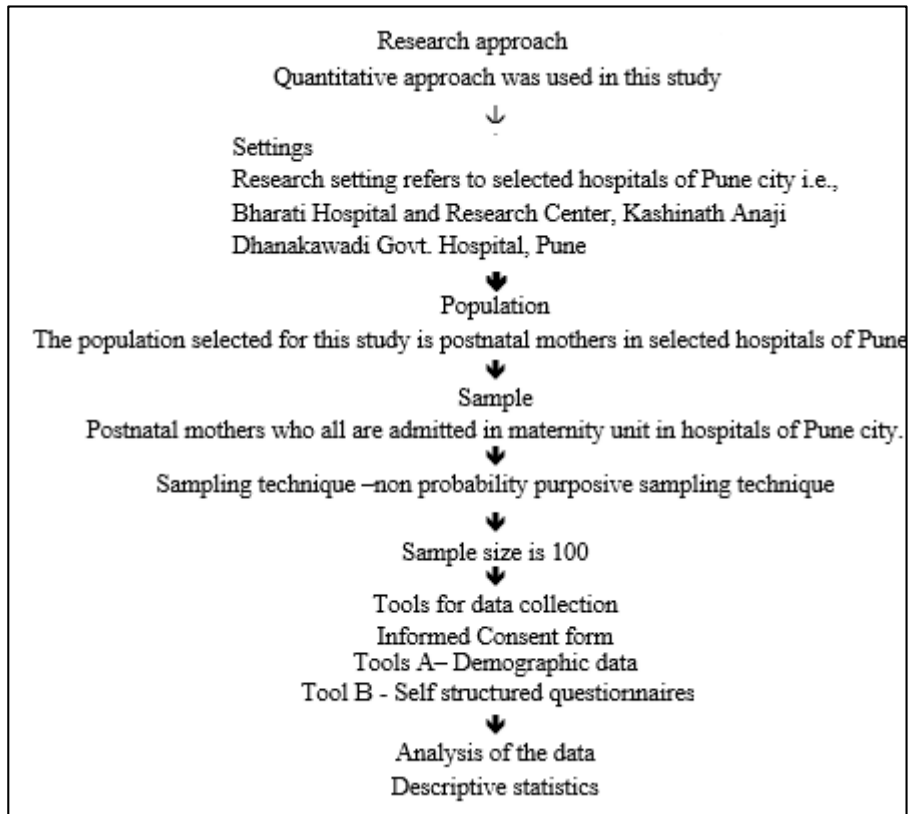 Research approach
Quantitative approach was used in this study
Settings
Research setting refers to selected hospitals of Pune city i.e.,
Bharati Hospital and Research Center, Kashinath Anaji
Dhanakawadi Govt. Hospital, Pune
Population
The population selected for this study is postnatal mothers in selected hospitals of Pune
Sample
Postnatal mothers who all are admitted in maternity unit in hospitals of Pune city.
Sampling technique –non probability purposive sampling technique
Sample size is 100
Tools for data collection
Informed Consent form
Tools A– Demographic data
Tool B - Self structured questionnaires
Analysis of the data
Descriptive statistics